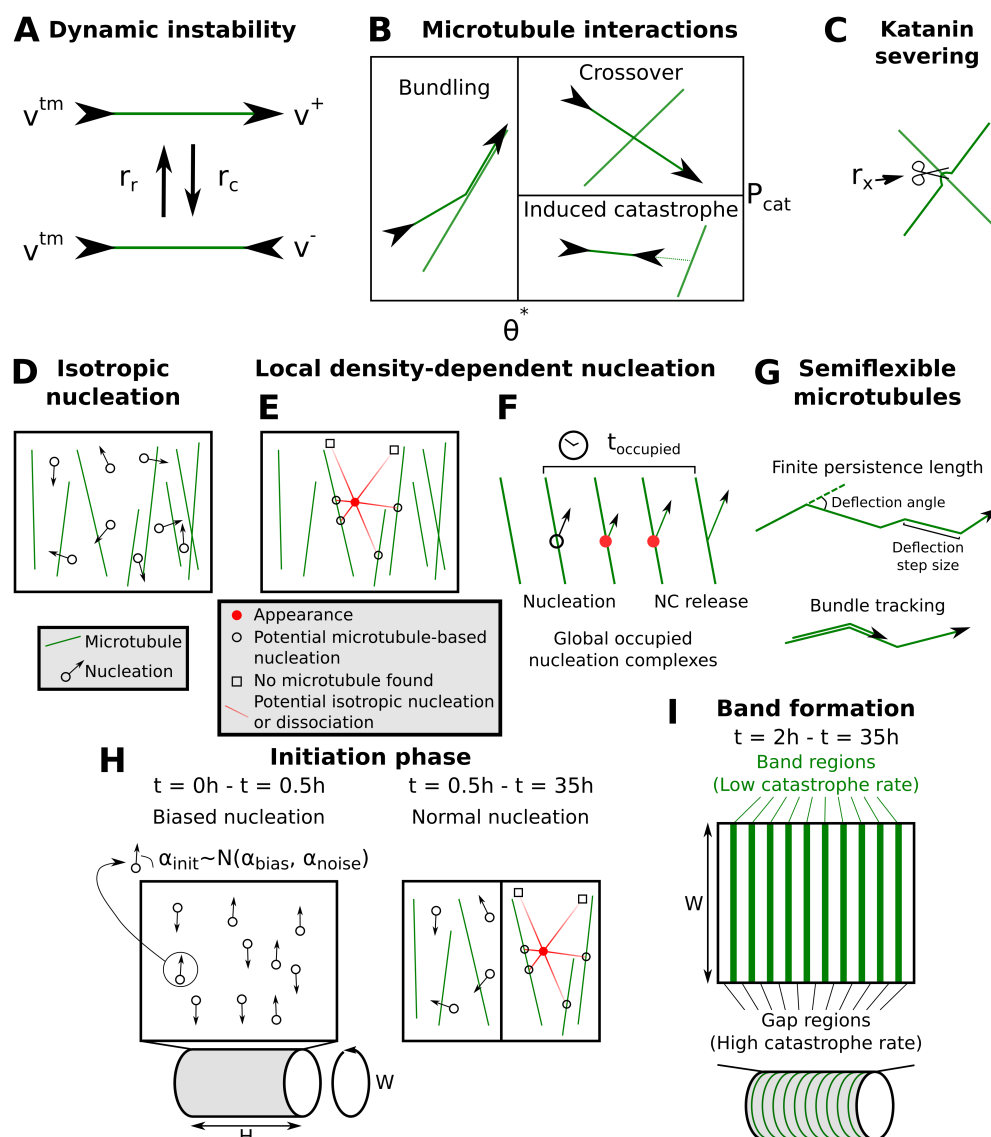 A Dynamic instability
v^tm
v^+
r_r
r_c
v^tm
v^-
B Microtubule interactions
Bundling
Crossover
Induced catastrophe
P_cat
θ^*
C Katanin
severing
r_x
D Isotropic
nucleation
Microtubule
Nucleation
Local density-dependent nucleation
E
Appearance
Potential microtubule-based
nucleation
No microtubule found
Potential isotropic nucleation
or dissociation
F
t_occupied
Nucleation
NC release
Global occupied
nucleation complexes
G Semiflexible
microtubules
Finite persistence length
Deflection angle
Deflection
step size
Bundle tracking
H Initiation phase
t = 0h - t = 0.5h
Biased nucleation
α_init~N(α_bias, α_noise)
t = 0.5h - t = 35h
Normal nucleation
W
H
I Band formation
t = 2h - t = 35h
Band regions
(Low catastrophe rate)
W
Gap regions
(High catastrophe rate)